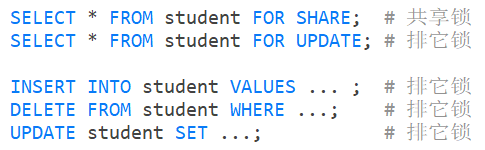 SELECT * FROM student FOR SHARE;  # 共享锁
SELECT * FROM student FOR UPDATE; # 排它锁
INSERT INTO student VALUES ... ;  # 排它锁
DELETE FROM student WHERE ...;    # 排它锁
UPDATE student SET ...;           # 排它锁